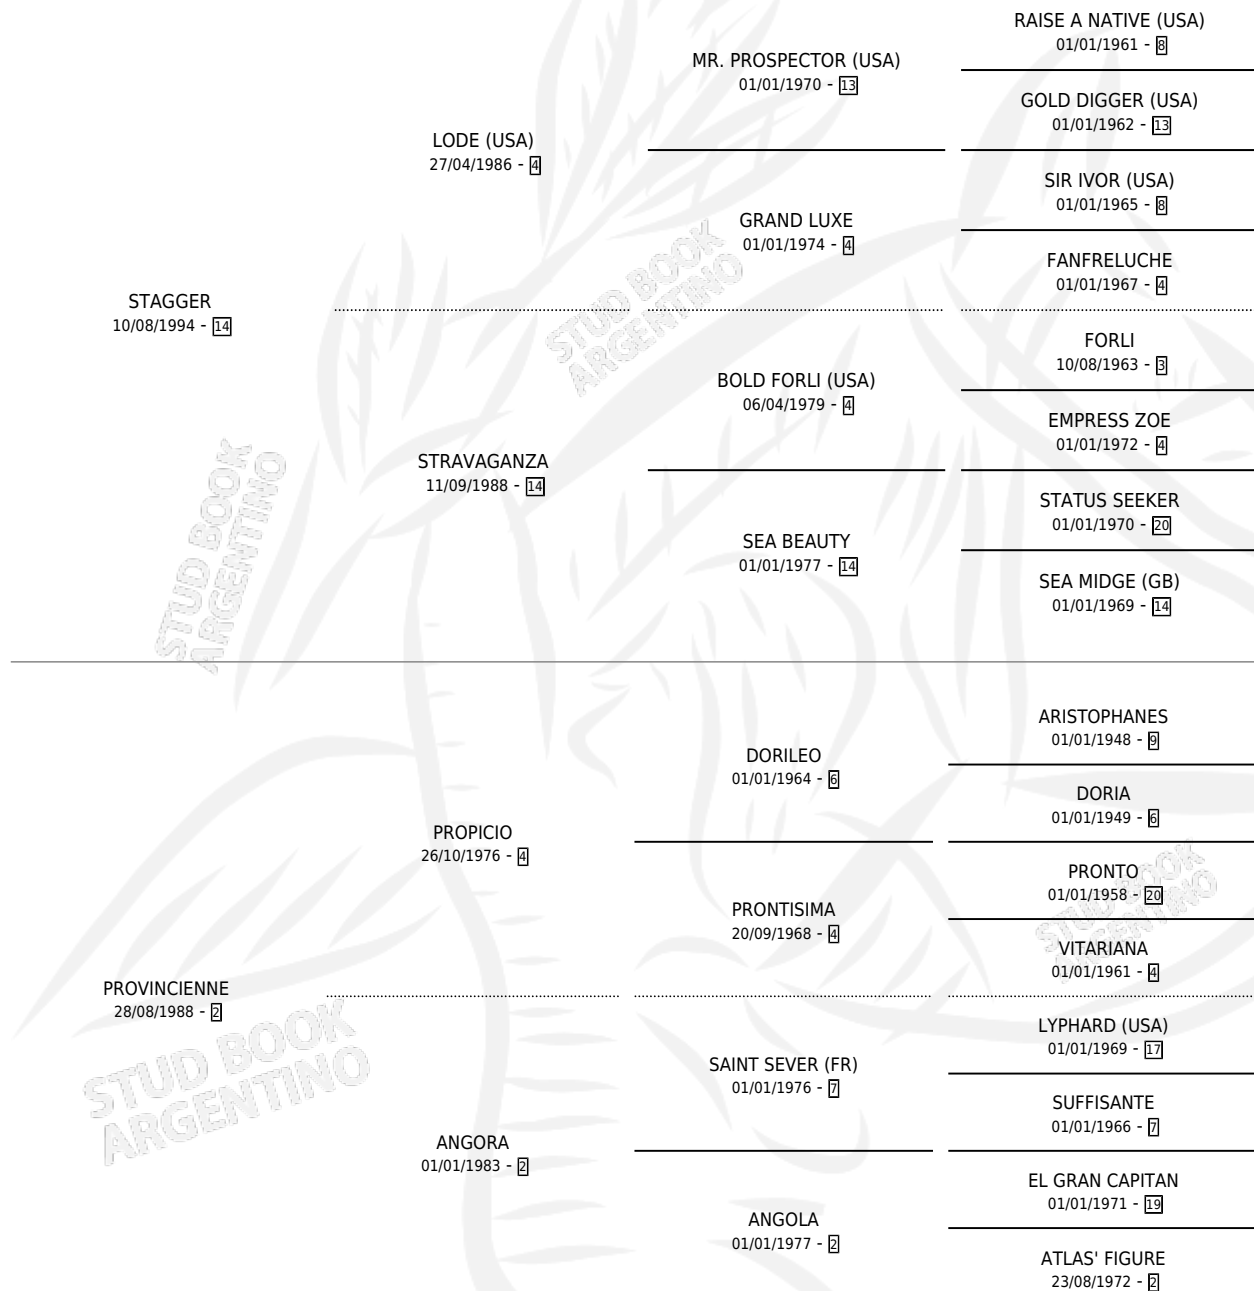 RAISE A NATIVE (USA)
01/01/1961 - 8
MR. PROSPECTOR (USA)
01/01/1970 - 13
GOLD DIGGER (USA)
01/01/1962 - 13
LODE (USA)
27/04/1986 - 4
SIR IVOR (USA)
01/01/1965 - 8
GRAND LUXE
01/01/1974 - 4
FANFRELUCHE
01/01/1967 - 4
STAGGER
10/08/1994 - 14
FORLI
10/08/1963 - 3
BOLD FORLI (USA)
06/04/1979 - 4
EMPRESS ZOE
01/01/1972 - 4
STRAVAGANZA
11/09/1988 - 14
STATUS SEEKER
01/01/1970 - 20
SEA BEAUTY
01/01/1977 - 14
SEA MIDGE (GB)
01/01/1969 - 14
STUD BOOK
ARGENTINO
STUD BOOK
ARGENTINO
ARISTOPHANES
01/01/1948 - 9
DORILEO
01/01/1964 - 6
DORIA
01/01/1949 - 6
PROPICIO
26/10/1976 - 4
PRONTO
01/01/1958 - 20
PRONTISIMA
20/09/1968 - 4
VITARIANA
01/01/1961 - 4
PROVINCIENNE
28/08/1988 - 2
LYPHARD (USA)
01/01/1969 - 17
SAINT SEVER (FR)
01/01/1976 - 7
SUFFISANTE
01/01/1966 - 7
ANGORA
01/01/1983 - 2
EL GRAN CAPITAN
01/01/1971 - 19
ANGOLA
01/01/1977 - 2
ATLAS' FIGURE
23/08/1972 - 2
STUD BOOK
ARGENTINO
STUD BOOK
ARGENTINO